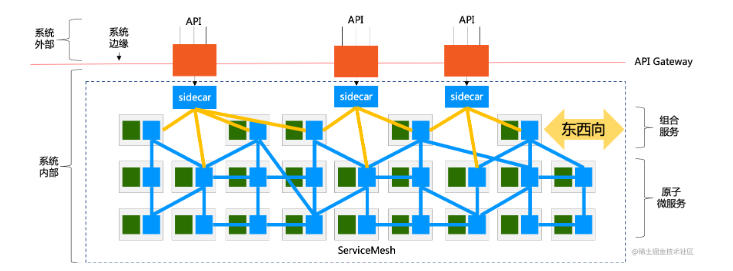 API
API
API
系统
外部
系统
边缘
API Gateway
sidecar
sidecar
sidecar
东西向
组合
服务
系统
内部
原子
微服务
ServiceMesh
@稀土掘金技术社区